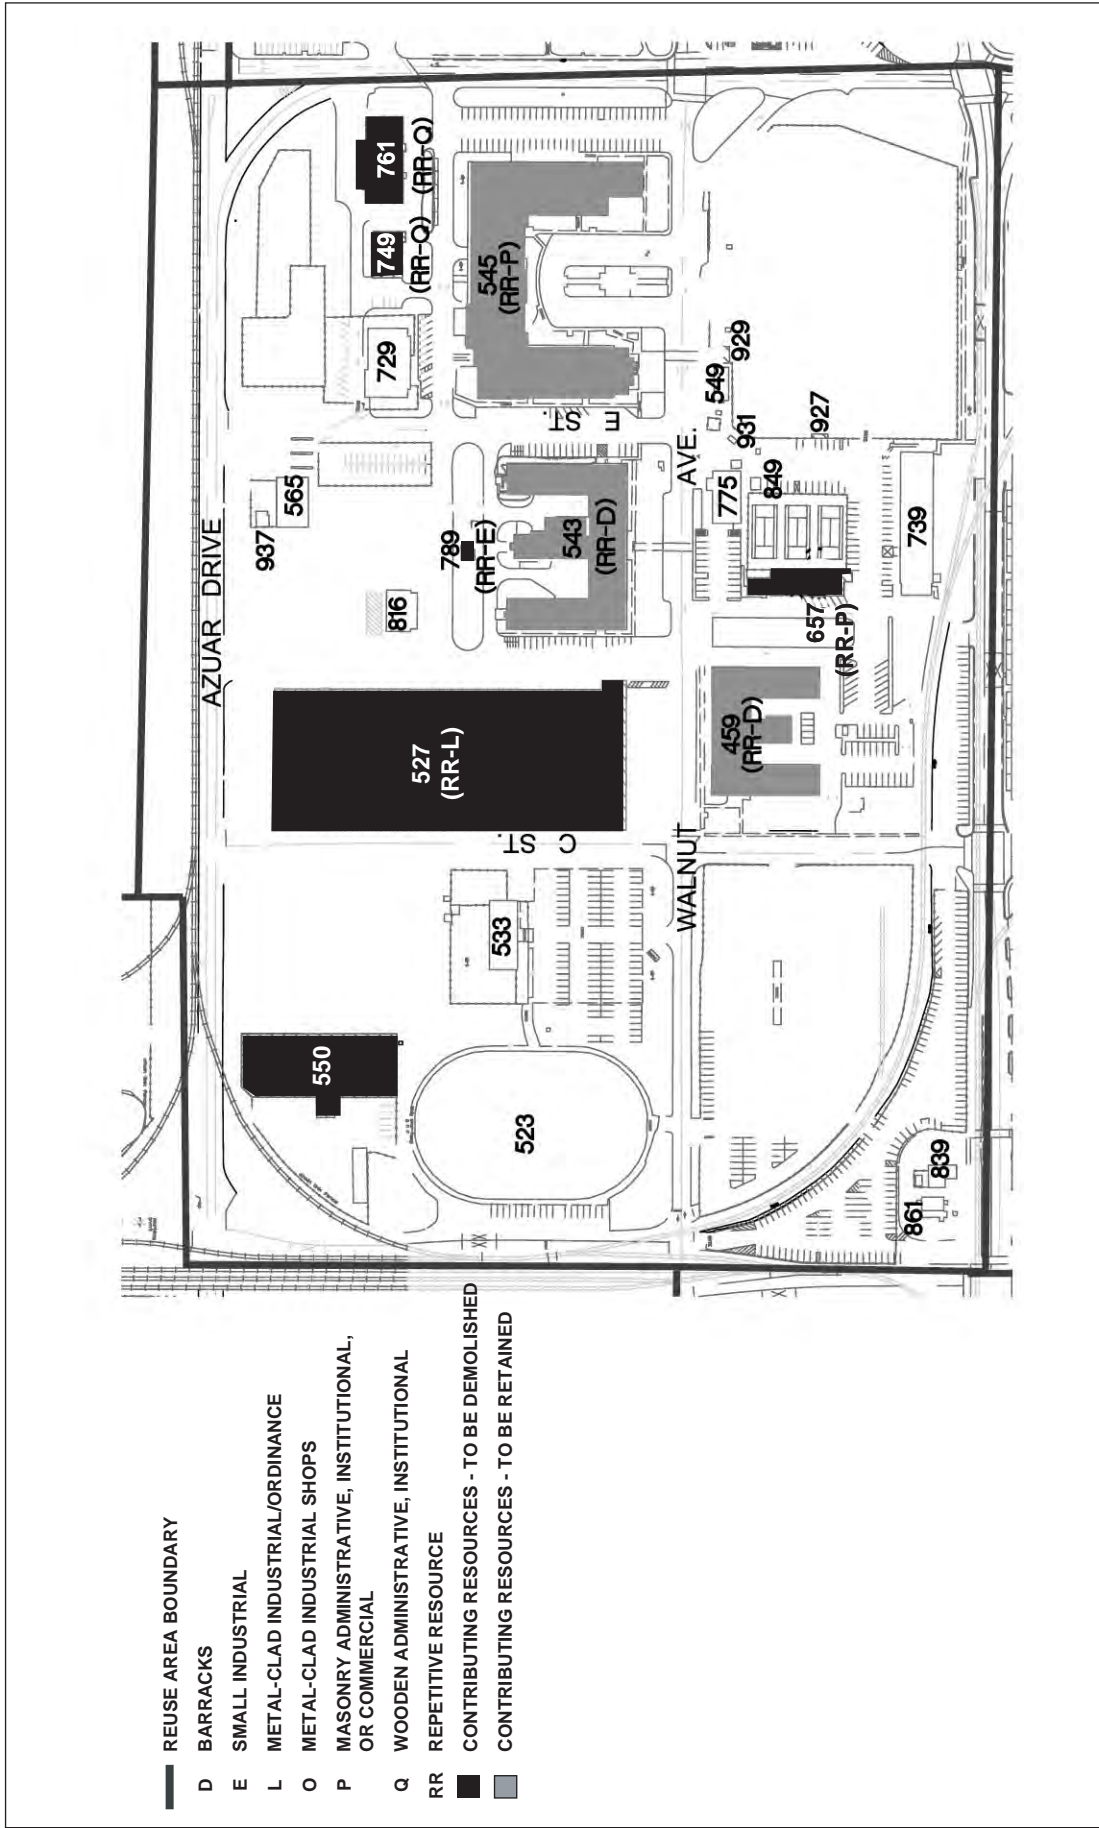 REUSE AREA BOUNDARY
D BARRACKS
E SMALL INDUSTRIAL
L METAL-CLAD INDUSTRIAL/ORDINANCE
O METAL-CLAD INDUSTRIAL SHOPS
P MASONRY ADMINISTRATIVE, INSTITUTIONAL,
OR COMMERCIAL
Q WOODEN ADMINISTRATIVE, INSTITUTIONAL
RR REPETITIVE RESOURCE
CONTRIBUTING RESOURCES - TO BE DEMOLISHED
CONTRIBUTING RESOURCES - TO BE RETAINED
AZUAR DRIVE
550
937
565
816
527
(RR-L)
729
749
(RR-Q)
761
(RR-Q)
789
(RR-E)
533
523
C ST.
543
(RR-D)
E ST.
545
(RR-P)
WALNUT
AVE.
459
(RR-D)
775
549
929
931
849
927
657
(RR-P)
739
861
839